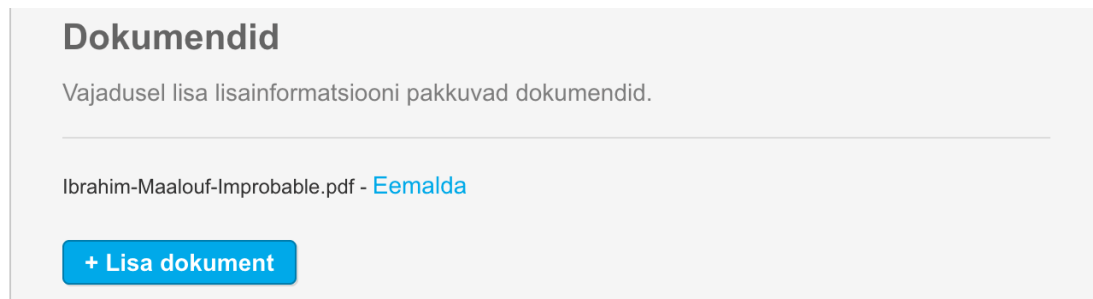 Dokumendid
Vajadusel lisa lisainformatsiooni pakkuvad dokumendid.
Ibrahim-Maalouf-Improbable.pdf - Eemalda
+ Lisa dokument